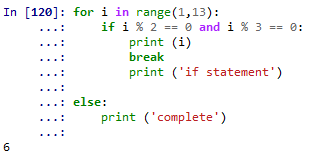 In [120]: for i in range(1,13):
     ...:     if i % 2 == 0 and i % 3 == 0:
     ...:         print (i)
     ...:         break
     ...:         print ('if statement')
     ...:
     ...: else:
     ...:     print ('complete')
     ...:
6